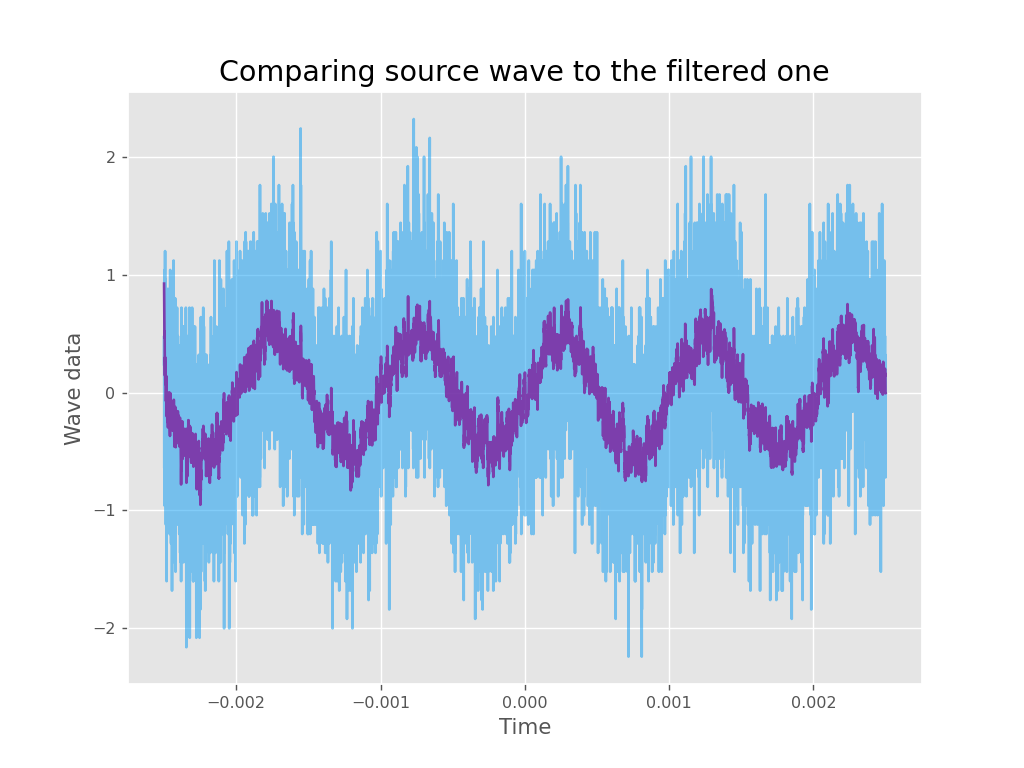 Comparing source wave to the filtered one
Wave data
2
1
0
−1
−2
−0.002 −0.001 0.000 0.001 0.002
Time